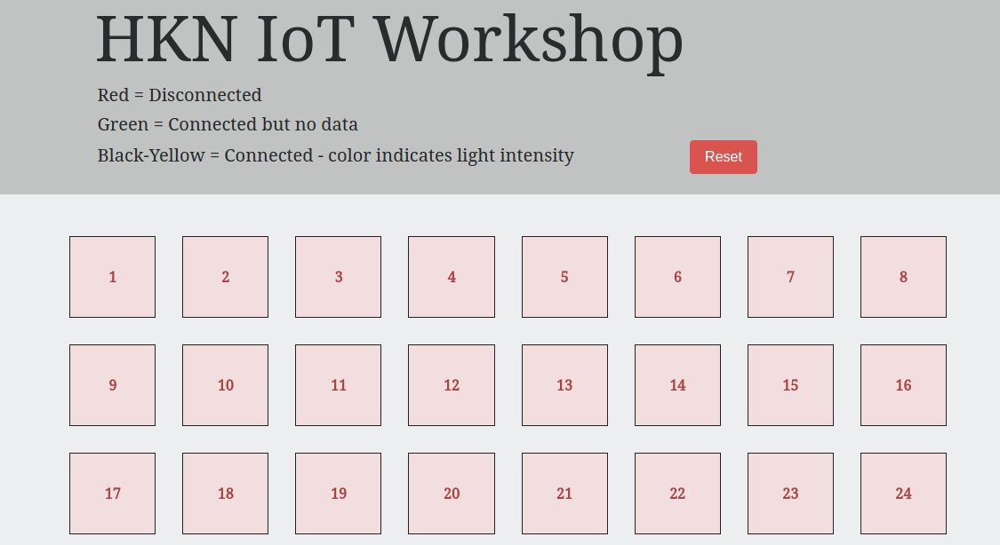 HKN IoT Workshop
Red = Disconnected
Green = Connected but no data
Black-Yellow = Connected - color indicates light intensity
Reset
1 2 3 4 5 6 7 8
9 10 11 12 13 14 15 16
17 18 19 20 21 22 23 24